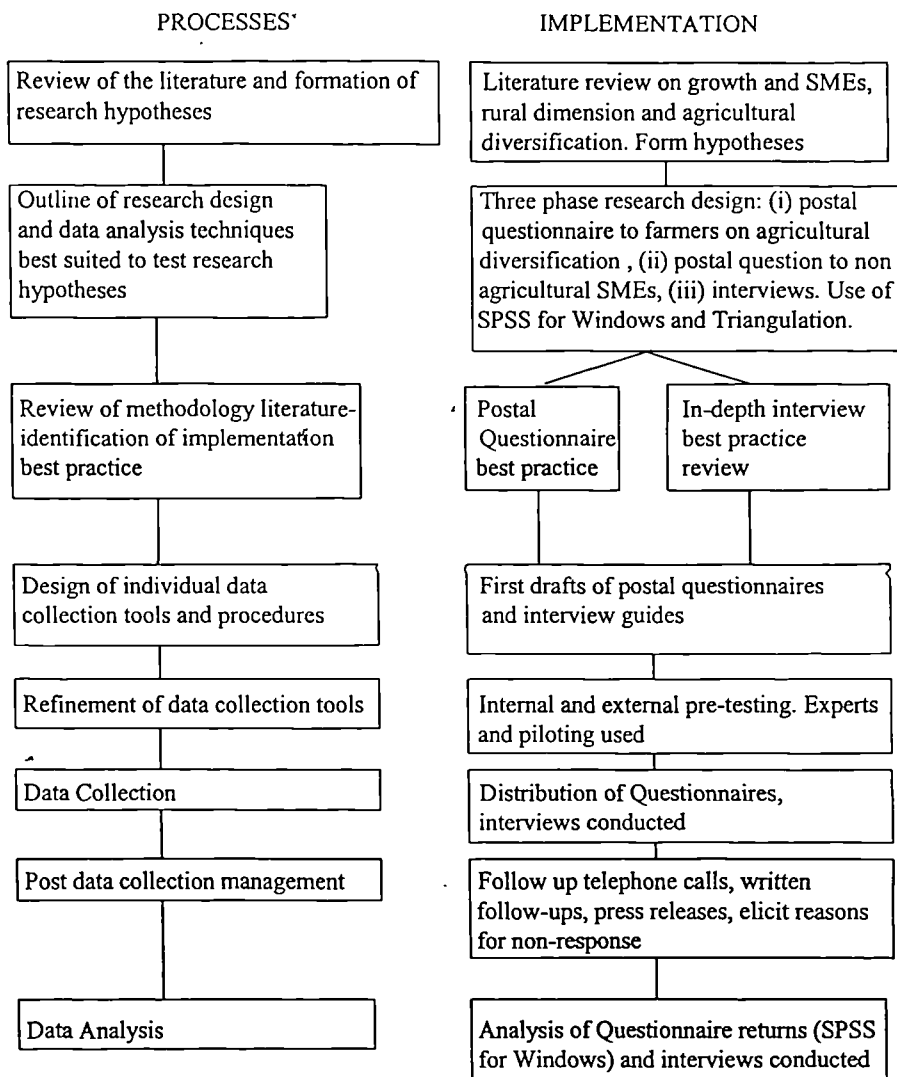 PROCESSES
IMPLEMENTATION
Review of the literature and formation of
research hypotheses
Literature review on growth and SMEs,
rural dimension and agricultural
diversification. Form hypotheses
Outline of research design
and data analysis techniques
best suited to test research
hypotheses
Three phase research design: (i) postal
questionnaire to farmers on agricultural
diversification , (ii) postal question to non
agricultural SMEs, (iii) interviews. Use of
SPSS for Windows and Triangulation.
Review of methodology literature-
identification of implementation
best practice
Postal
Questionnaire
best practice
In-depth interview
best practice
review
Design of individual data
collection tools and procedures
First drafts of postal questionnaires
and interview guides
Refinement of data collection tools
Internal and external pre-testing. Experts
and piloting used
Data Collection
Distribution of Questionnaires,
interviews conducted
Post data collection management
Follow up telephone calls, written
follow-ups, press releases, elicit reasons
for non-response
Data Analysis
Analysis of Questionnaire returns (SPSS
for Windows) and interviews conducted